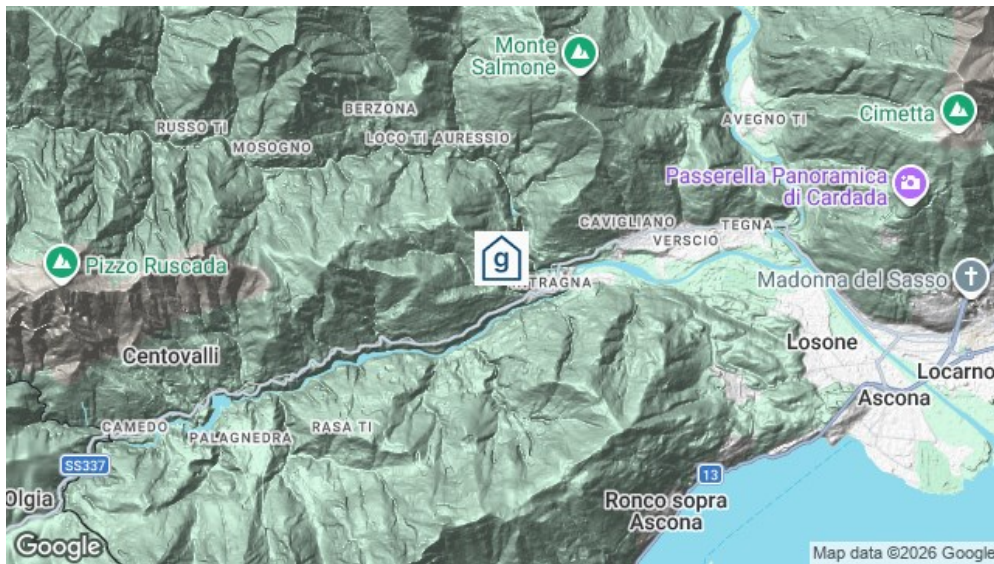 Monte
Salmone
Cimetta
BERZONA
RUSSO TI
AVEGNO TI
MOSOGNO
LOCO TI
AURESSIO
Passerella Panoramica
di Cardada
CAVIGLIANO
TEGNA
VERSCIO
g
Pizzo Ruscada
Madonna del Sasso
Losone
Centovalli
Locarno
Ascona
CAMEDO
PALAGNEDRA
RASA TI
SS337
13
Olgia
Ronco sopra
Ascona
Google
Map data ©2026 Google